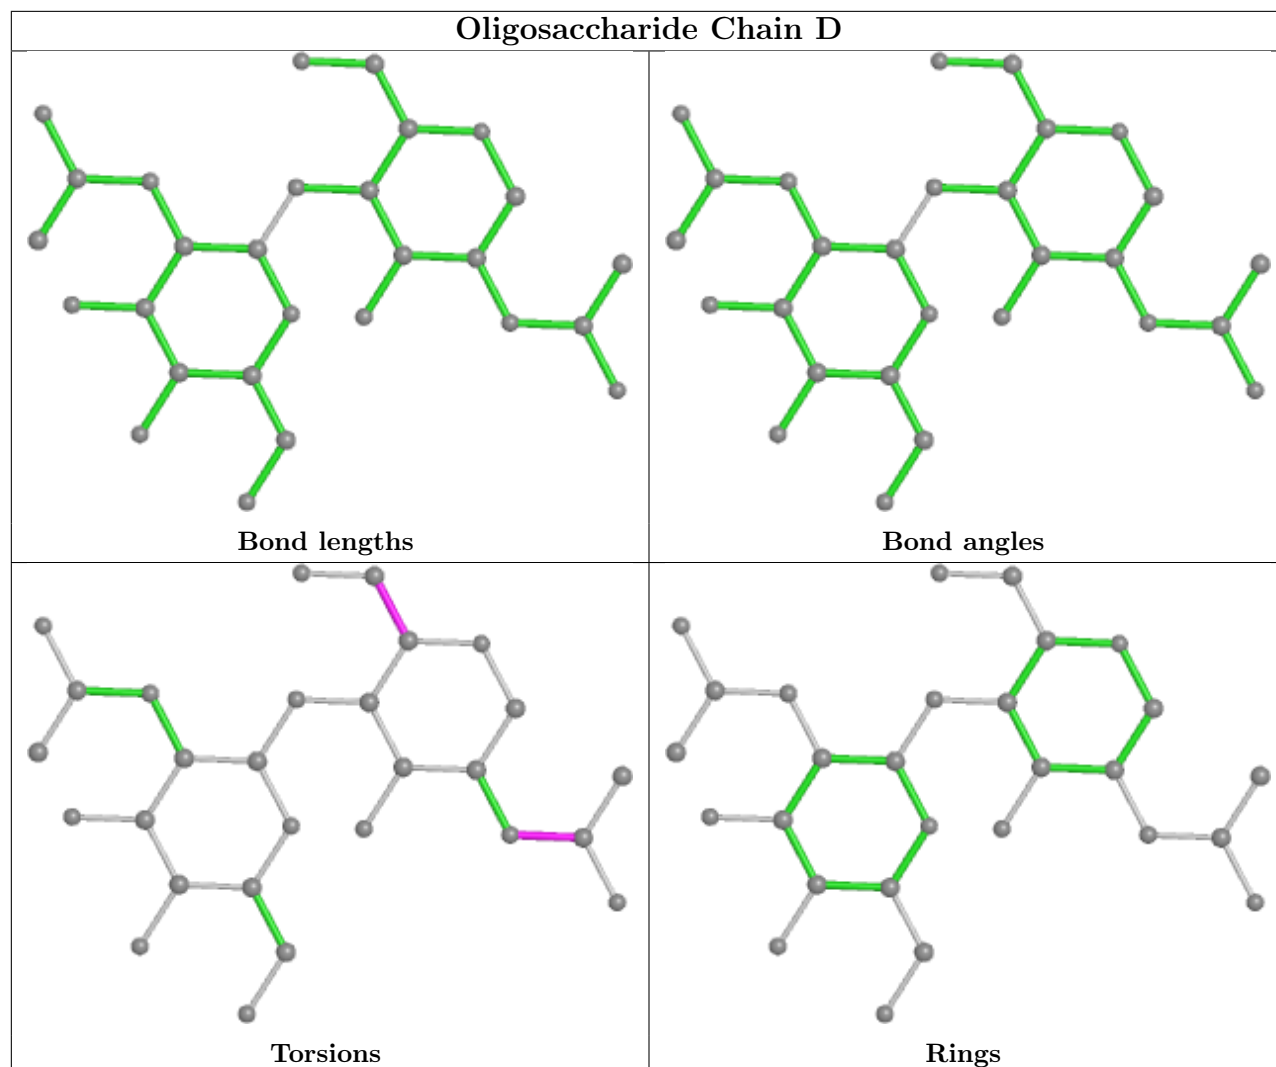 Oligosaccharide Chain D
Bond lengths
Bond angles
Torsions
Rings